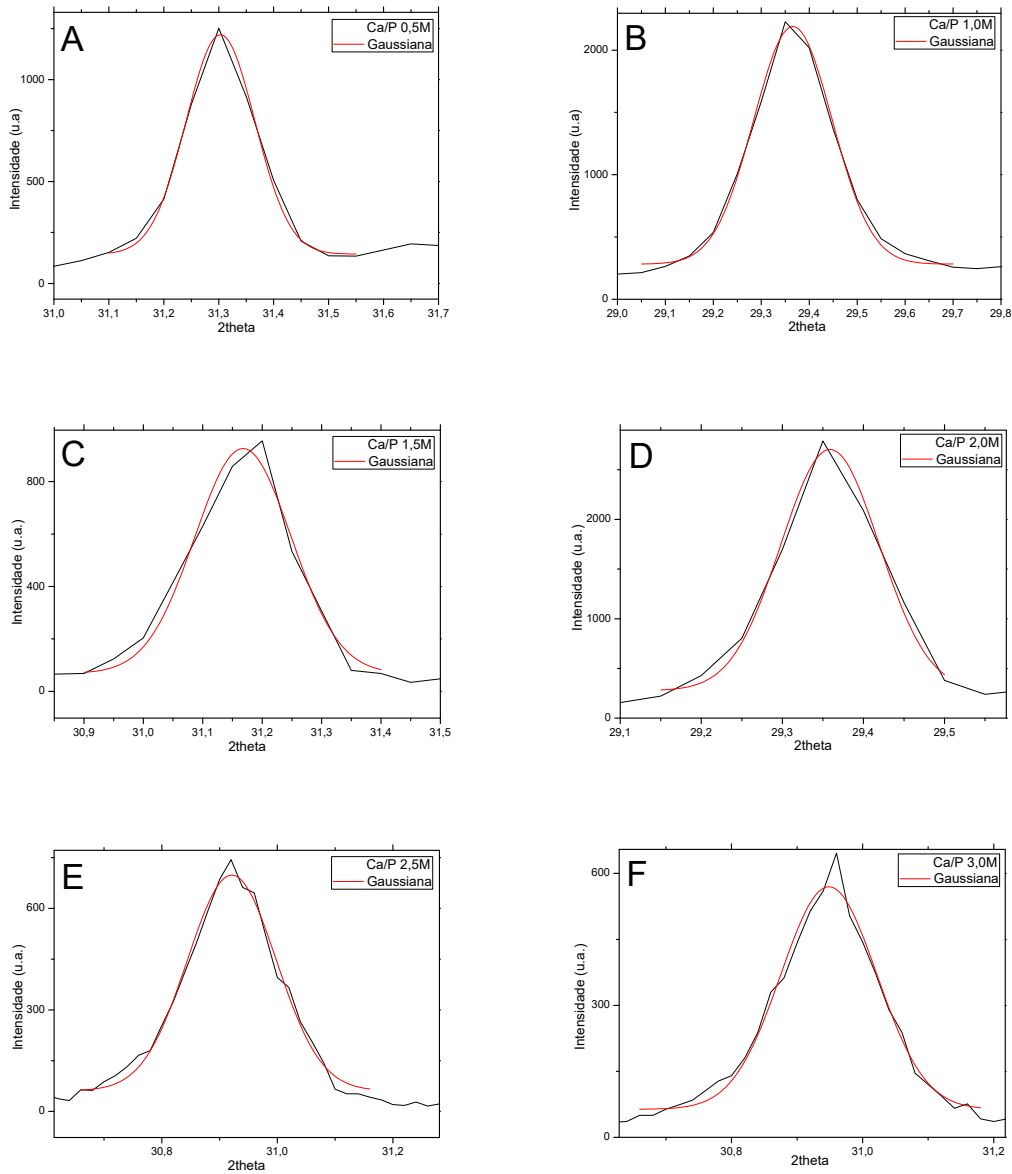 A
Ca/P 0,5M
Gaussiana
Intensidade (u.a)
1000
500
0
31,0 31,1 31,2 31,3 31,4 31,5 31,6 31,7
2theta
B
Ca/P 1,0M
Gaussiana
Intensidade (u.a)
2000
1000
0
29,0 29,1 29,2 29,3 29,4 29,5 29,6 29,7 29,8
2theta
C
Ca/P 1,5M
Gaussiana
Intensidade (u.a.)
800
400
0
30,9 31,0 31,1 31,2 31,3 31,4 31,5
2theta
D
Ca/P 2,0M
Gaussiana
Intensidade (u.a.)
2000
1000
0
29,1 29,2 29,3 29,4 29,5
2theta
E
Ca/P 2,5M
Gaussiana
Intensidade (u.a.)
600
300
0
30,8 31,0 31,2
2theta
F
Ca/P 3,0M
Gaussiana
Intensidade (u.a.)
600
300
0
30,8 31,0 31,2
2theta